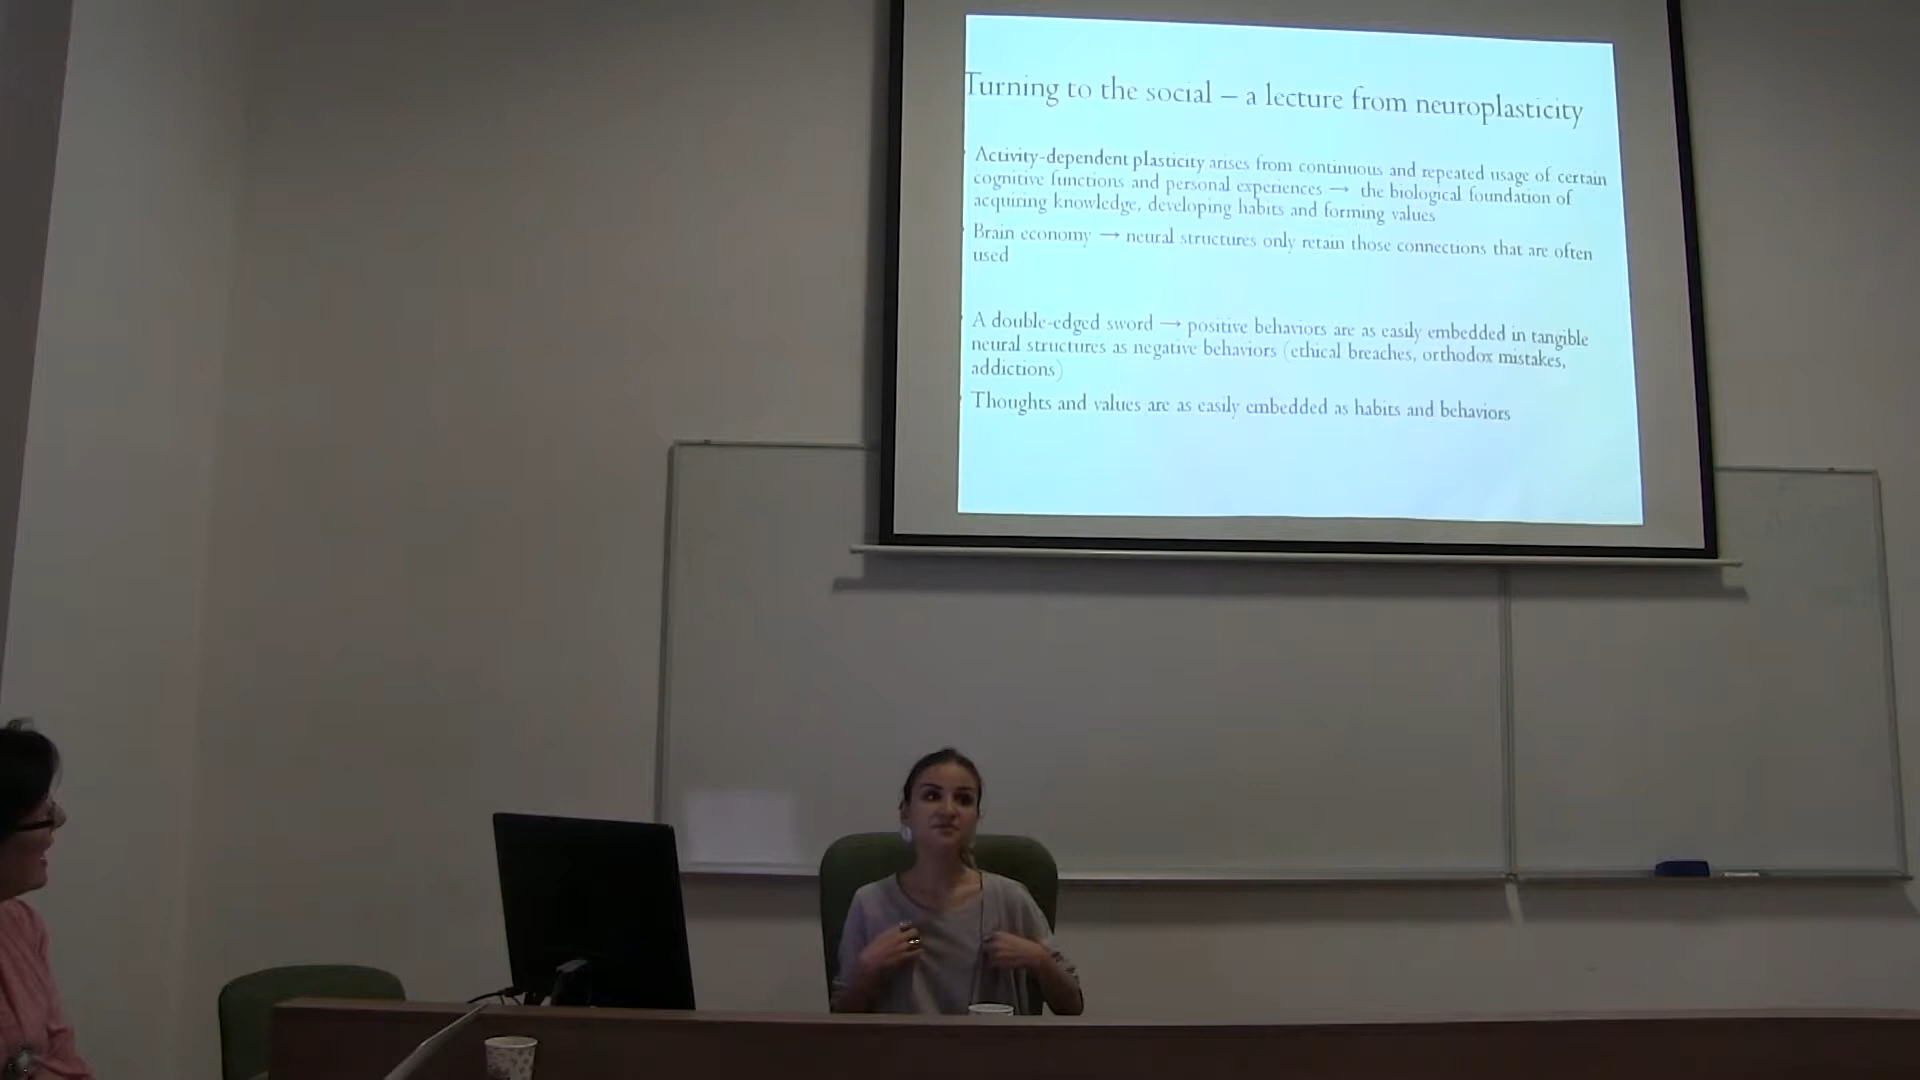 Turning to the social – a lecture from neuroplasticity
Activity-dependent plasticity arises from continuous and repeated usage of certain
cognitive functions and personal experiences → the biological foundation of
acquiring knowledge, developing habits and forming values
Brain economy → neural structures only retain those connections that are often
used
A double-edged sword → positive behaviors are as easily embedded in tangible
neural structures as negative behaviors (ethical breaches, orthodox mistakes,
addictions)
Thoughts and values are as easily embedded as habits and behaviors